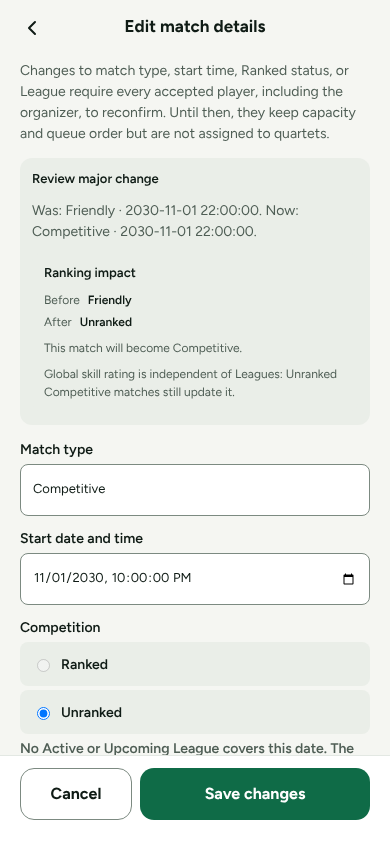 Edit match details
Changes to match type, start time, Ranked status, or
League require every accepted player, including the
organizer, to reconfirm. Until then, they keep capacity
and queue order but are not assigned to quartets.
Review major change
Was: Friendly · 2030-11-01 22:00:00. Now:
Competitive · 2030-11-01 22:00:00.
Ranking impact
Before Friendly
After Unranked
This match will become Competitive.
Global skill rating is independent of Leagues: Unranked
Competitive matches still update it.
Match type
Competitive
Start date and time
11/01/2030, 10:00:00 PM
Competition
Ranked
Unranked
No Active or Upcoming League covers this date. The
Cancel
Save changes